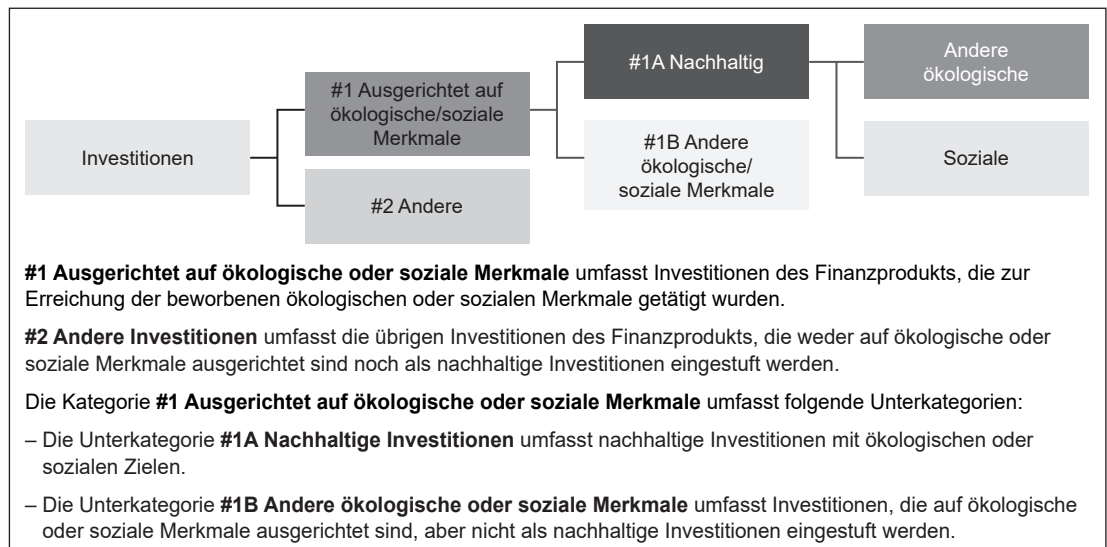 Investitionen
#1 Ausgerichtet auf
ökologische/soziale
Merkmale
#2 Andere
#1A Nachhaltig
#1B Andere
ökologische/
soziale Merkmale
Andere
ökologische
Soziale
#1 Ausgerichtet auf ökologische oder soziale Merkmale umfasst Investitionen des Finanzprodukts, die zur
Erreichung der beworbenen ökologischen oder sozialen Merkmale getätigt wurden.
#2 Andere Investitionen umfasst die übrigen Investitionen des Finanzprodukts, die weder auf ökologische oder
soziale Merkmale ausgerichtet sind noch als nachhaltige Investitionen eingestuft werden.
Die Kategorie #1 Ausgerichtet auf ökologische oder soziale Merkmale umfasst folgende Unterkategorien:
– Die Unterkategorie #1A Nachhaltige Investitionen umfasst nachhaltige Investitionen mit ökologischen oder
sozialen Zielen.
– Die Unterkategorie #1B Andere ökologische oder soziale Merkmale umfasst Investitionen, die auf ökologische
oder soziale Merkmale ausgerichtet sind, aber nicht als nachhaltige Investitionen eingestuft werden.